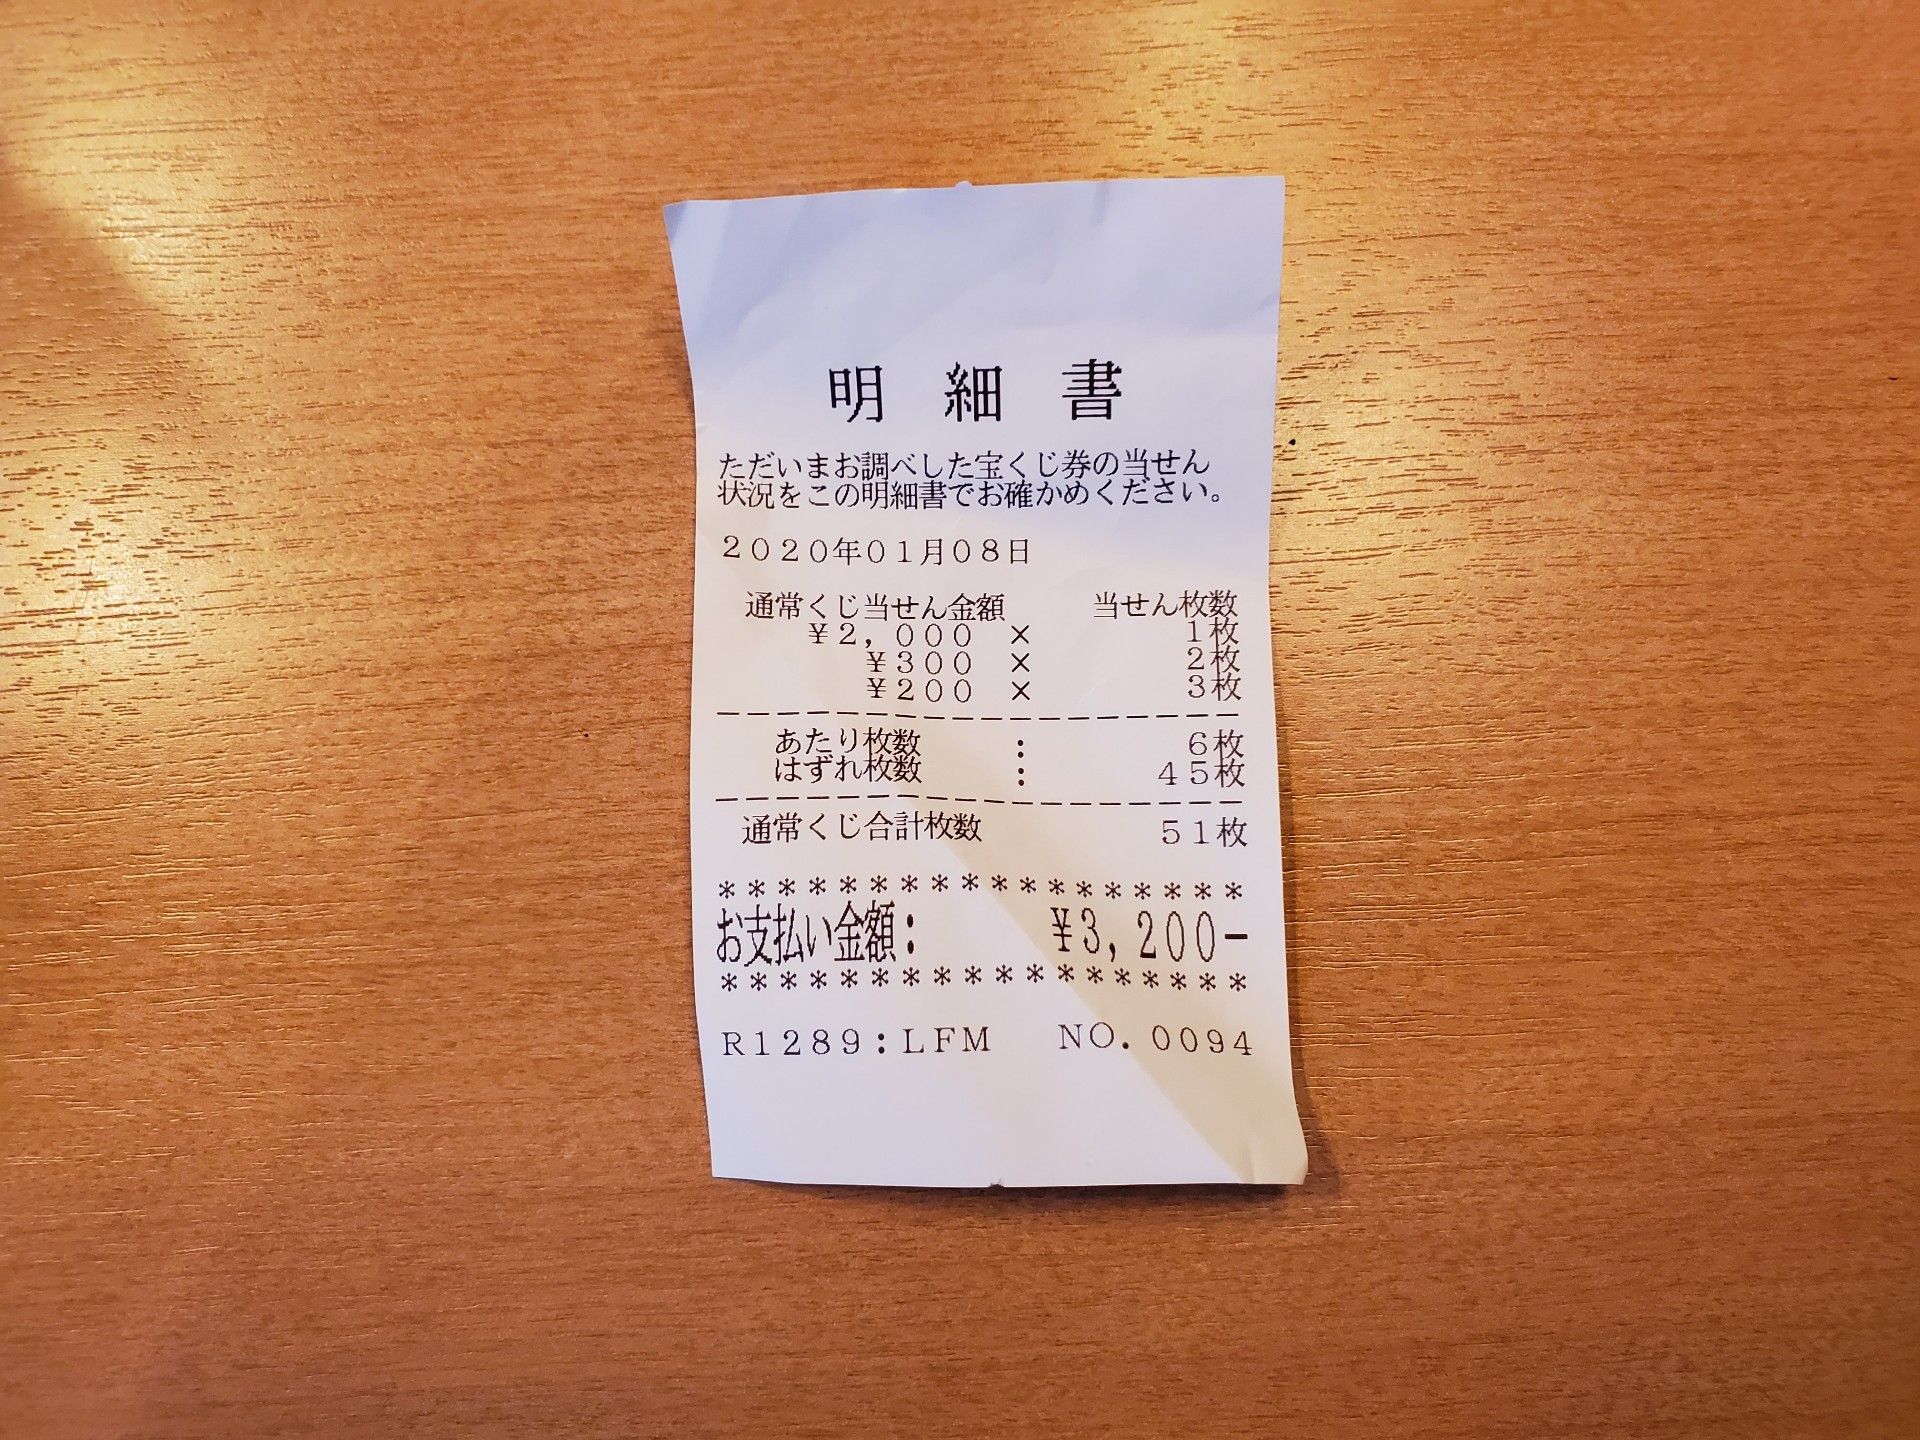 明 細 書
ただいまお調べした宝くじ券の当せん
状況をこの明細書でお確かめください。
2020年01月08日
通常くじ当せん金額 当せん枚数
¥2,000 × 1枚
¥300 × 2枚
¥200 × 3枚
------------------
あたり枚数 : 6枚
はずれ枚数 : 45枚
------------------
通常くじ合計枚数 51枚
******************
お支払い金額: ¥3,200-
******************
R1289:LFM NO.0094